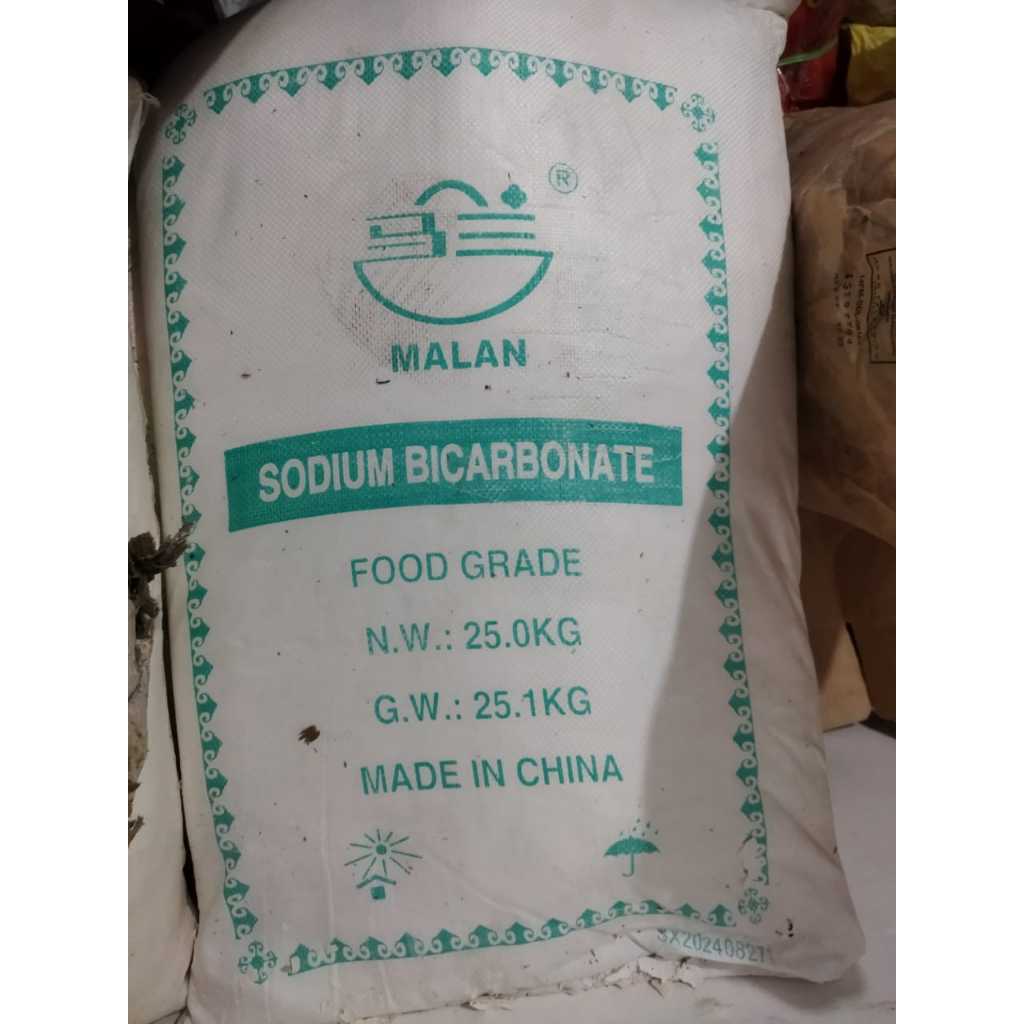 ®
MALAN
SODIUM BICARBONATE
FOOD GRADE
N.W.: 25.0KG
G.W.: 25.1KG
MADE IN CHINA